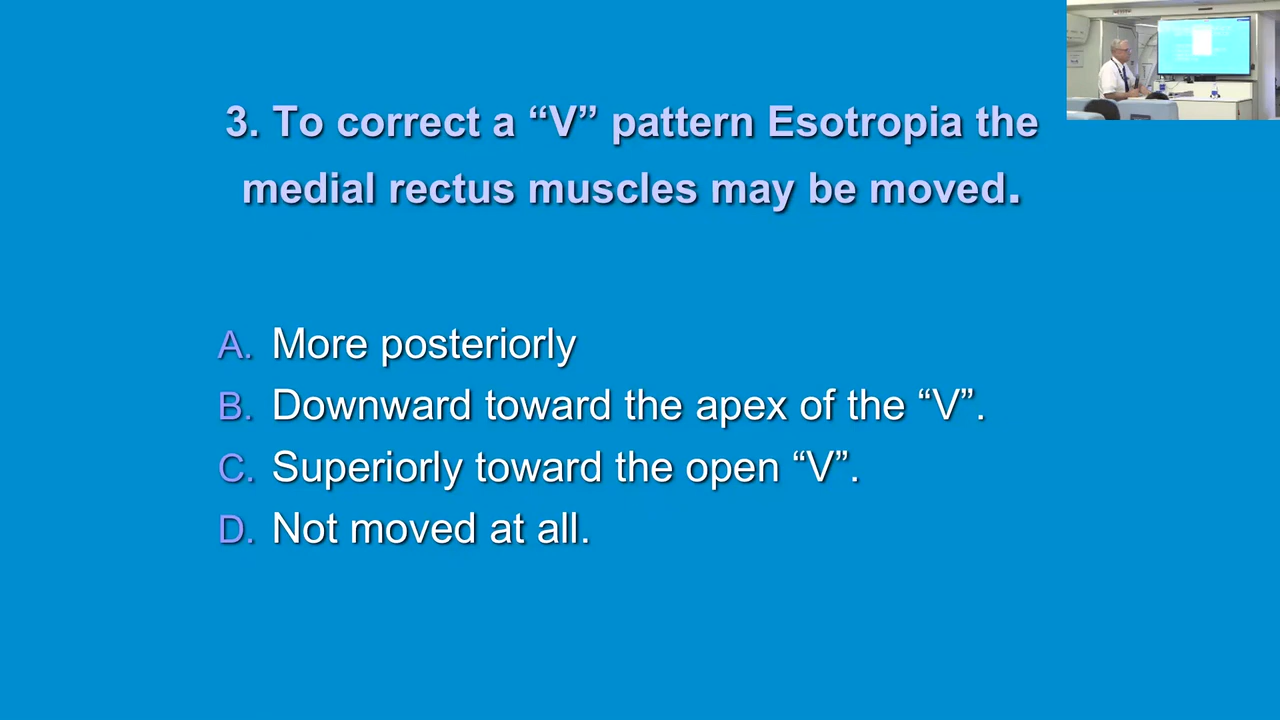 3. To correct a “V” pattern Esotropia the
medial rectus muscles may be moved.
A. More posteriorly
B. Downward toward the apex of the “V”.
C. Superiorly toward the open “V”.
D. Not moved at all.